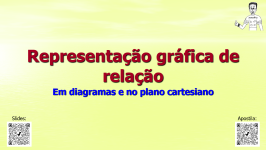 Representação gráfica de
relação
Em diagramas e no plano cartesiano
Slides:
Apostila: